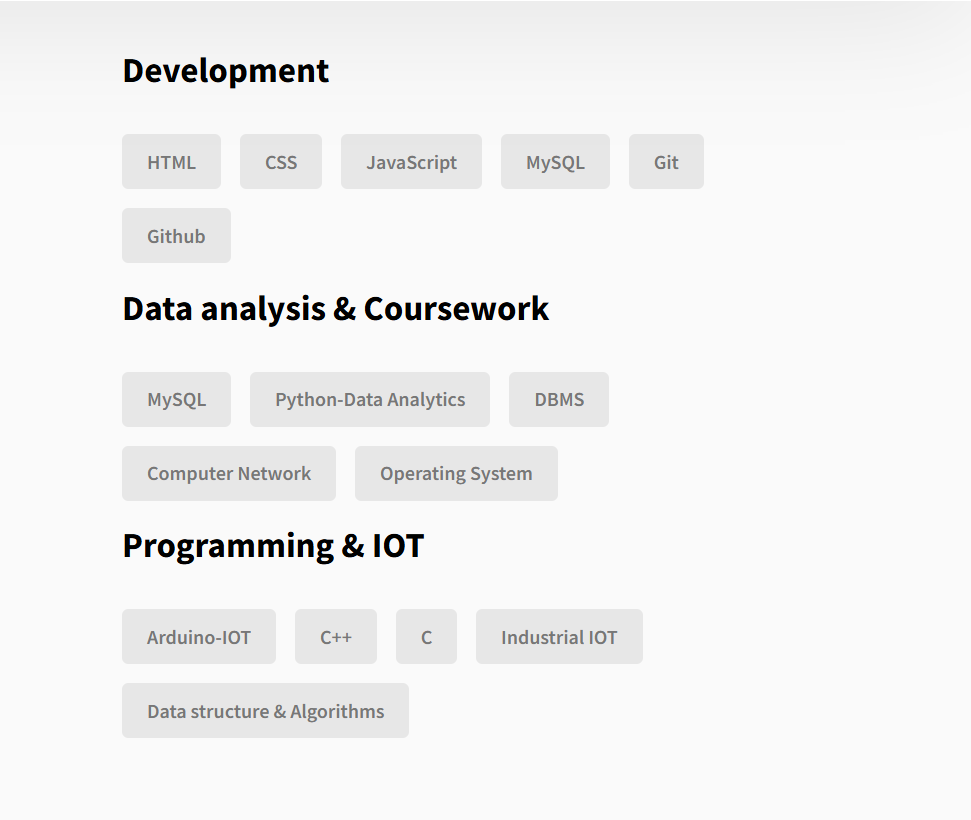 Development
HTML CSS JavaScript MySQL Git
Github
Data analysis & Coursework
MySQL Python-Data Analytics DBMS
Computer Network Operating System
Programming & IOT
Arduino-IOT C++ C Industrial IOT
Data structure & Algorithms